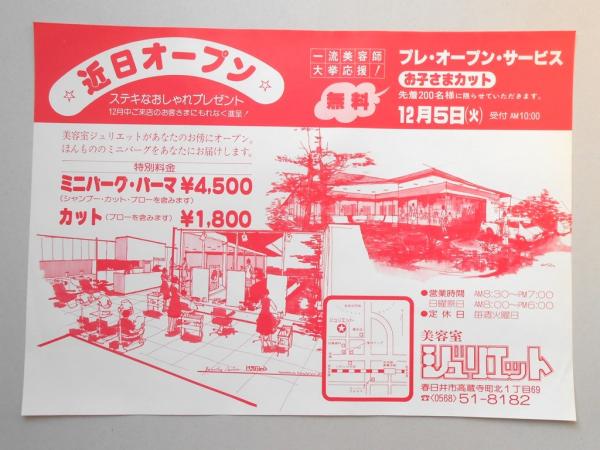 近日オープン
ステキなおしゃれプレゼント
12月中ご来店のお客さまにもれなく進呈!
一流美容師
大挙応援!
無料
プレ・オープン・サービス
お子さまカット
先着200名様に限らせていただきます。
12月5日(火) 受付 AM10:00
美容室ジュリエットがあなたのお傍にオープン。
ほんもののミニバーグをあなたにお届けします。
特別料金
ミニバーク・パーマ ¥4,500
(シャンプー・カット・ブローを含みます)
カット (ブローを含みます) ¥1,800
●営業時間 AM8:30〜PM7:00
日曜祭日 AM8:00〜PM6:00
●定休日 毎週火曜日
ジュリエット
美容室
ジュリエット
春日井市高蔵寺町北1丁目69
☎(0568)51-8182